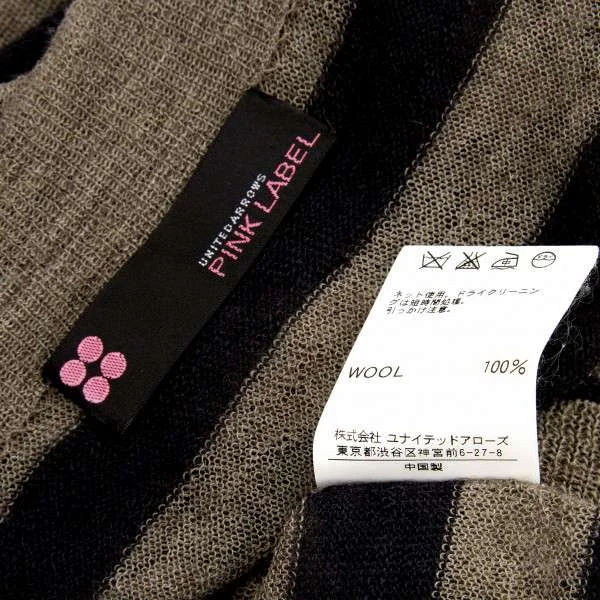 UNITED ARROWS
PINK LABEL
中
ネット使用、ドライクリーニン
グは短時間処理。
引っかけ注意。
WOOL 100%
株式会社 ユナイテッドアローズ
東京都渋谷区神宮前6-27-8
中国製